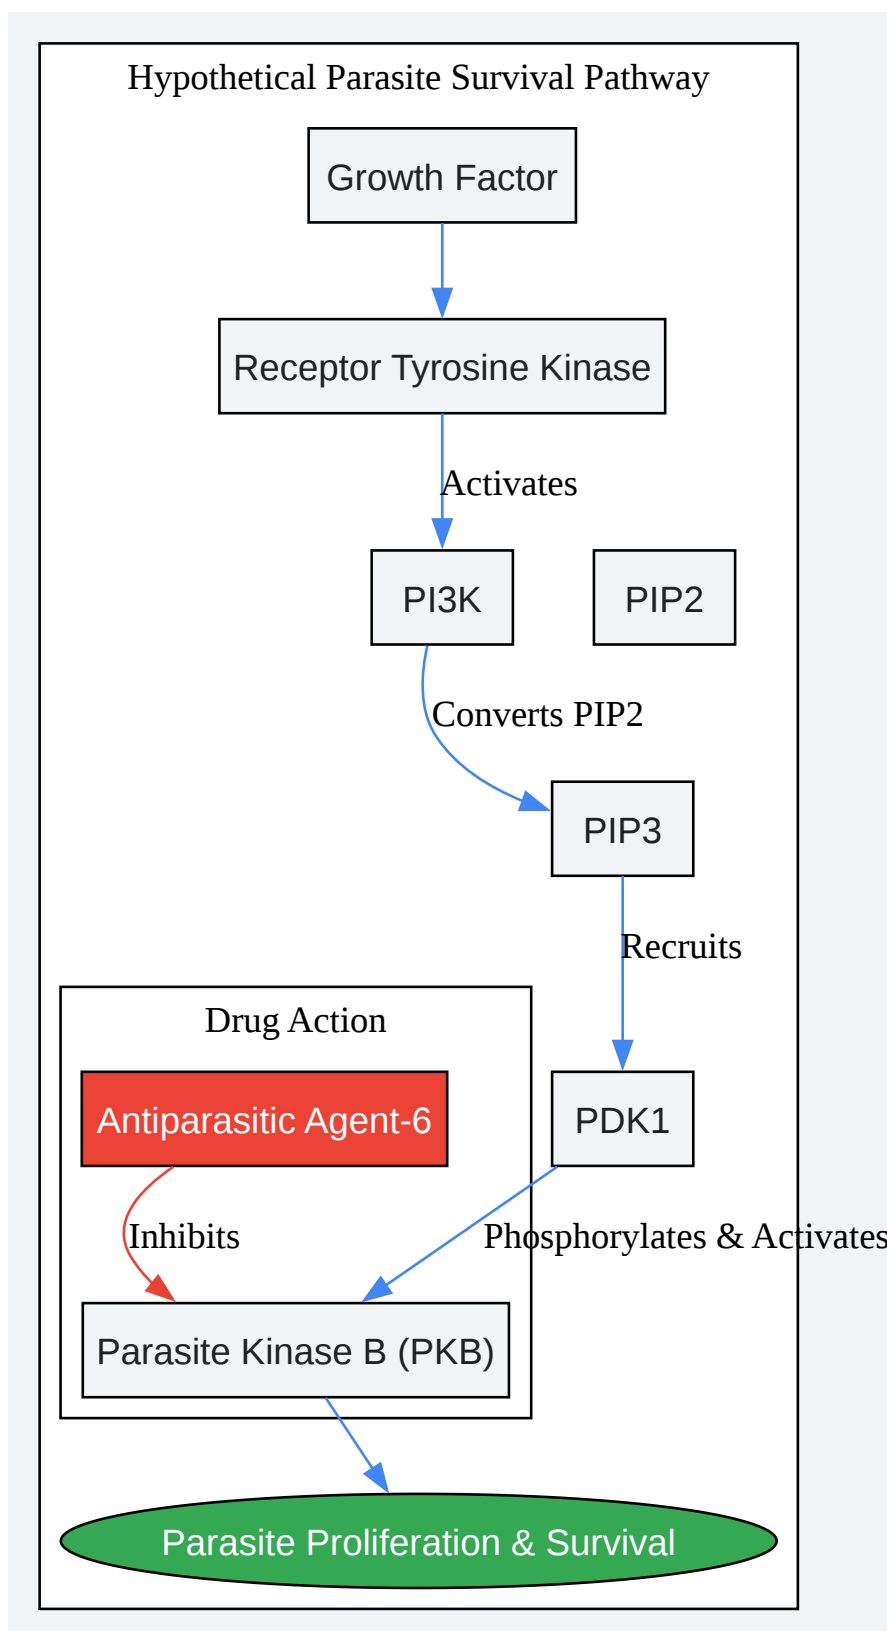 Hypothetical Parasite Survival Pathway
Growth Factor
Receptor Tyrosine Kinase
Activates
PI3K
PIP2
Converts PIP2
PIP3
Recruits
Drug Action
Antiparasitic Agent-6
PDK1
Inhibits
Phosphorylates & Activates
Parasite Kinase B (PKB)
Parasite Proliferation & Survival